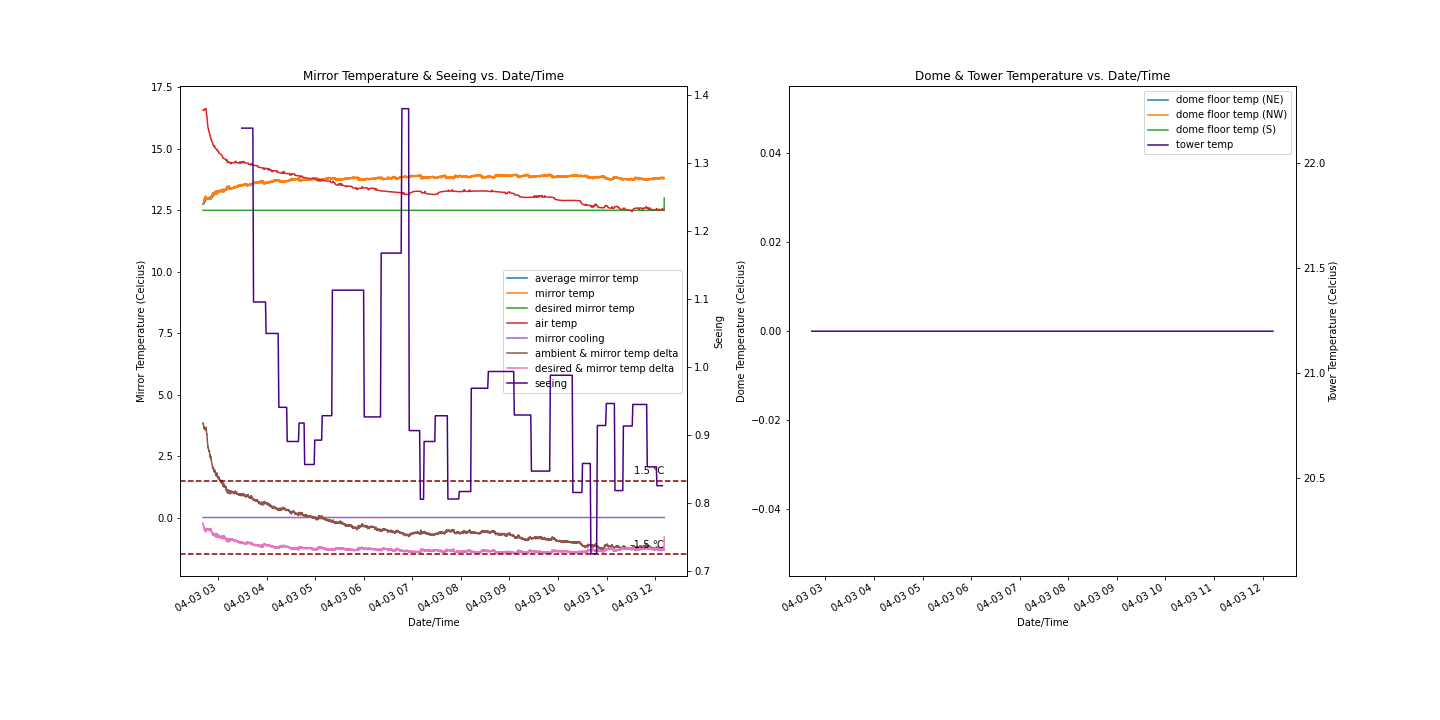 Mirror Temperature & Seeing vs. Date/Time
17.5
15.0
12.5
10.0
7.5
5.0
2.5
0.0
Mirror Temperature (Celcius)
1.4
1.3
1.2
1.1
1.0
0.9
0.8
0.7
Seeing
average mirror temp
mirror temp
desired mirror temp
air temp
mirror cooling
ambient & mirror temp delta
desired & mirror temp delta
seeing
1.5 °C
-1.5 °C
04-03 03
04-03 04
04-03 05
04-03 06
04-03 07
04-03 08
04-03 09
04-03 10
04-03 11
04-03 12
Date/Time
Dome & Tower Temperature vs. Date/Time
0.04
0.02
0.00
−0.02
−0.04
Dome Temperature (Celcius)
dome floor temp (NE)
dome floor temp (NW)
dome floor temp (S)
tower temp
22.0
21.5
21.0
20.5
Tower Temperature (Celcius)
04-03 03
04-03 04
04-03 05
04-03 06
04-03 07
04-03 08
04-03 09
04-03 10
04-03 11
04-03 12
Date/Time